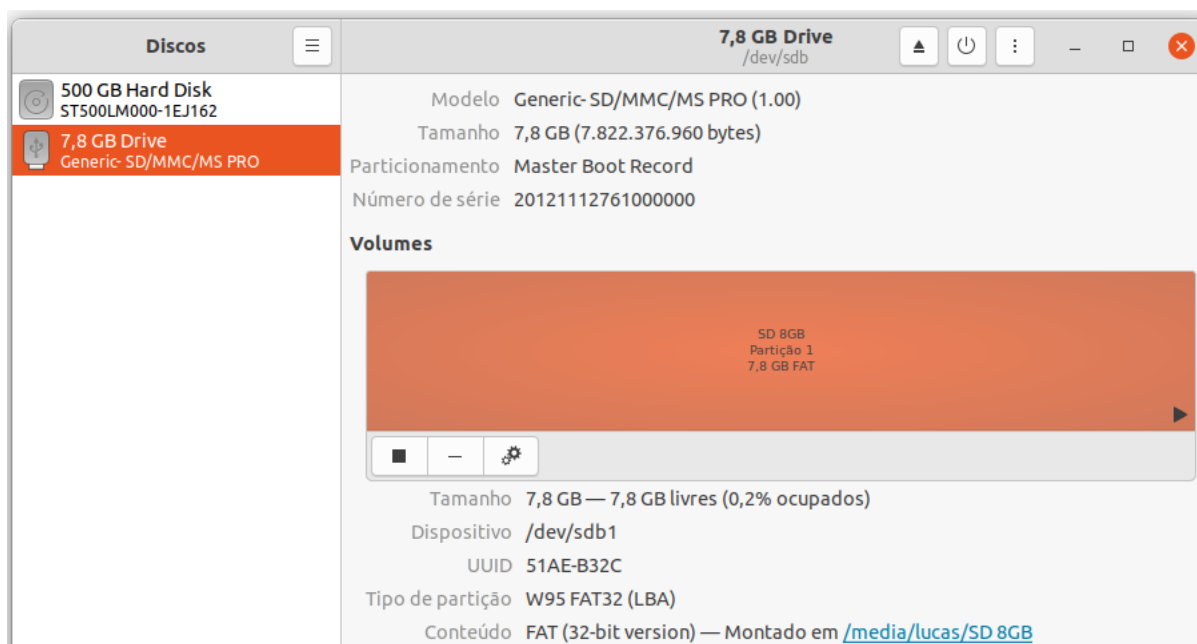 Discos
7,8 GB Drive
/dev/sdb
500 GB Hard Disk
ST500LM000-1EJ162
7,8 GB Drive
Generic- SD/MMC/MS PRO
Modelo Generic- SD/MMC/MS PRO (1.00)
Tamanho 7,8 GB (7.822.376.960 bytes)
Particionamento Master Boot Record
Número de série 20121112761000000
Volumes
SD 8GB
Partição 1
7,8 GB FAT
Tamanho 7,8 GB — 7,8 GB livres (0,2% ocupados)
Dispositivo /dev/sdb1
UUID 51AE-B32C
Tipo de partição W95 FAT32 (LBA)
Conteúdo FAT (32-bit version) — Montado em /media/lucas/SD 8GB